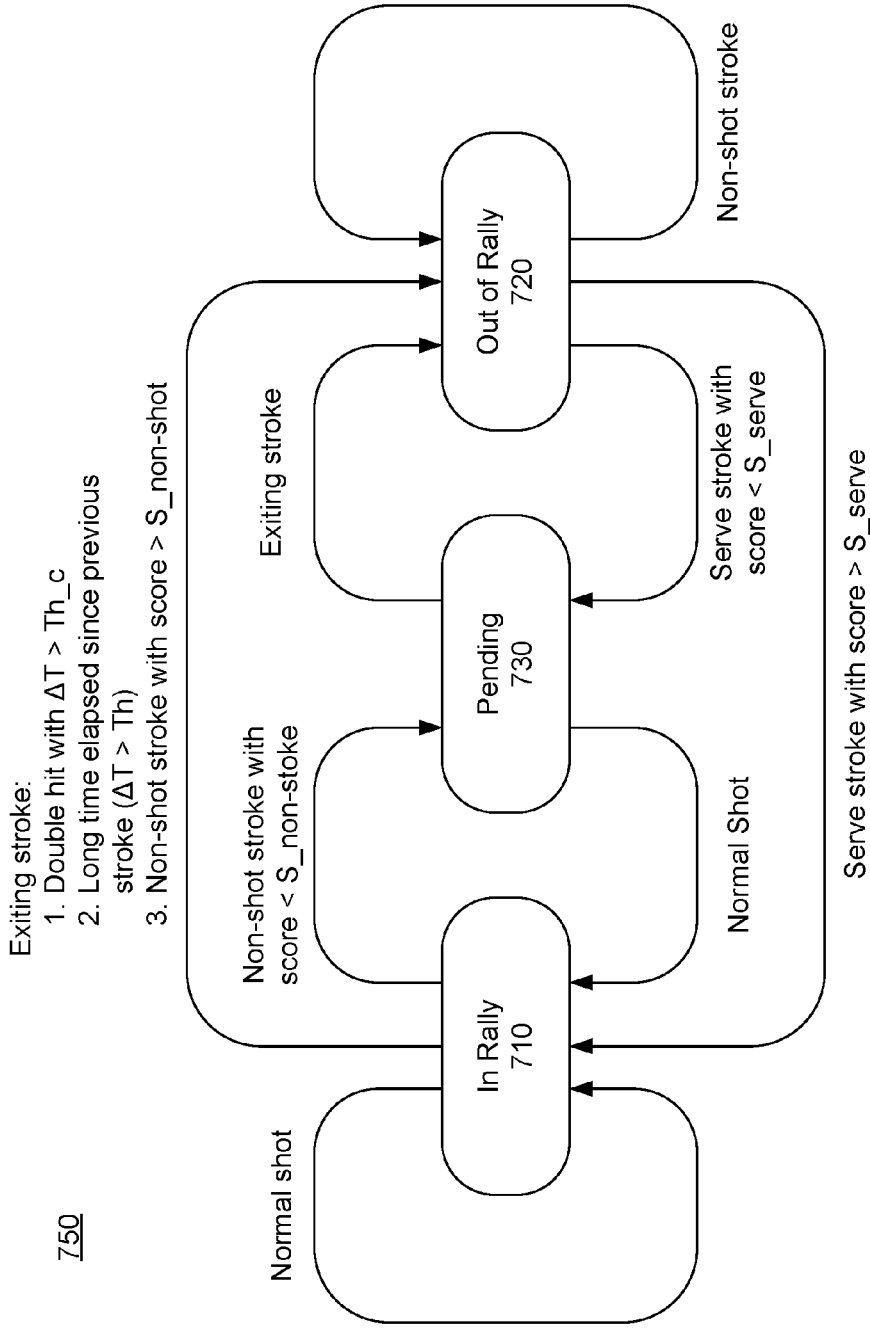 750
Exiting stroke:
1. Double hit with ΔT > Th_c
2. Long time elapsed since previous
stroke (ΔT > Th)
3. Non-shot stroke with score > S_non-shot
Normal shot
Non-shot stroke with
score < S_non-stoke
Exiting stroke
In Rally
710
Pending
730
Out of Rally
720
Normal Shot
Serve stroke with
score < S_serve
Non-shot stroke
Serve stroke with score > S_serve